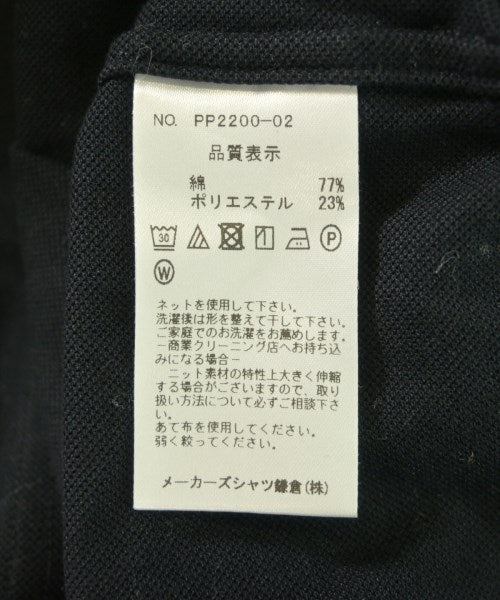 NO. PP2200-02
品質表示
綿 77%
ポリエステル 23%
30 P
W
ネットを使用して下さい。
洗濯後は形を整えて干して下さい。
ご家庭でのお洗濯をお薦めします。
－商業クリーニング店へお持ち込
みになる場合－
ニット素材の特性上大きく伸縮
する場合がございますので、取り
扱い方法について必ずご相談下さ
い。
あて布を使用してください。
弱く絞ってください。
メーカーズシャツ鎌倉(株)